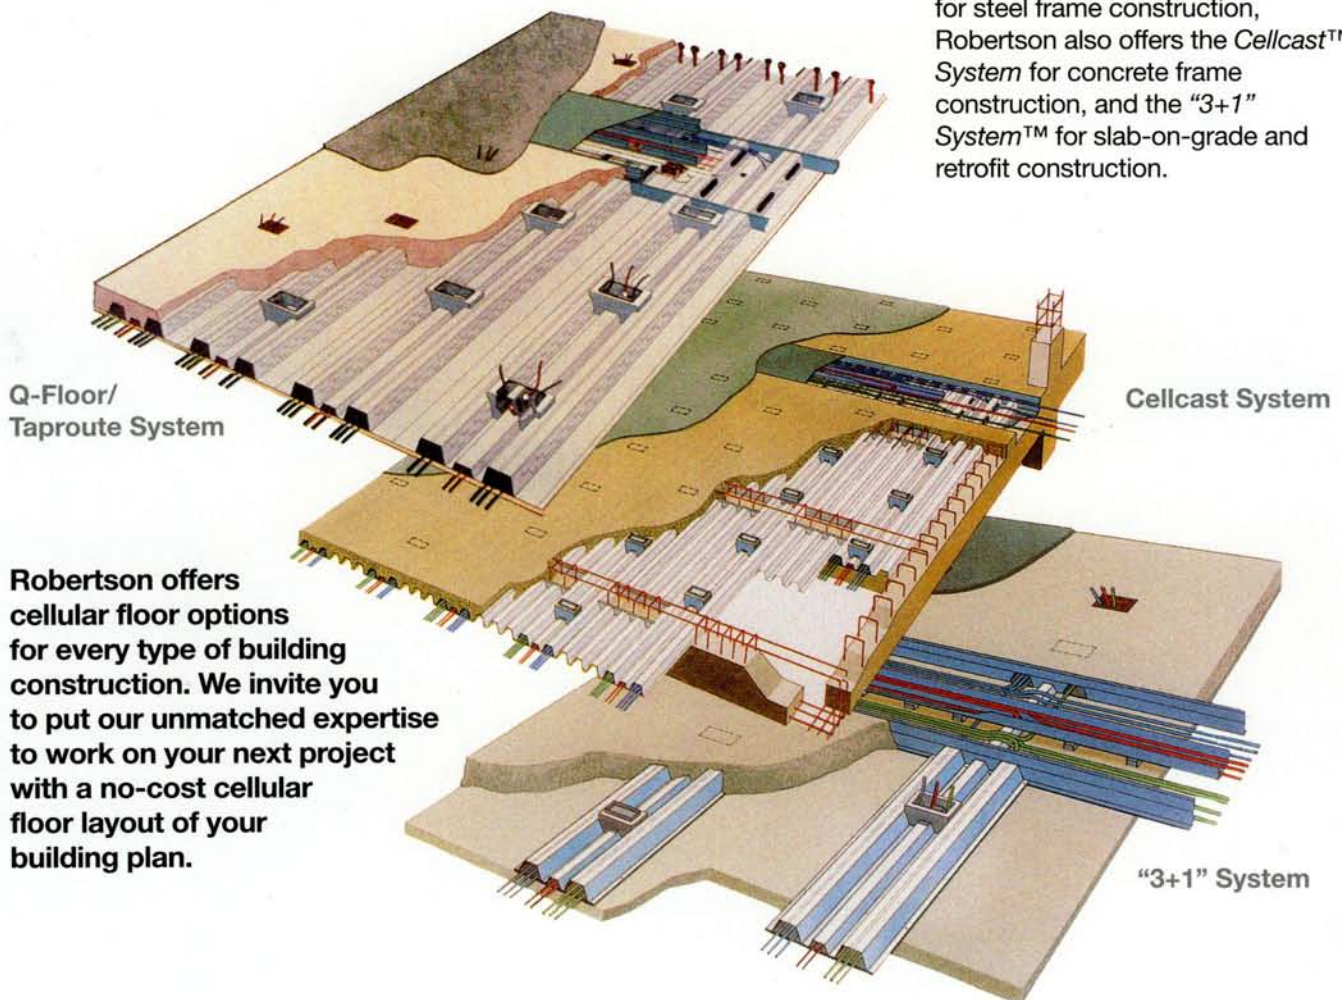 for steel frame construction,
Robertson also offers the Cellcast™
System for concrete frame
construction, and the “3+1”
System™ for slab-on-grade and
retrofit construction.
Q-Floor/
Taproute System
Cellcast System
Robertson offers
cellular floor options
for every type of building
construction. We invite you
to put our unmatched expertise
to work on your next project
with a no-cost cellular
floor layout of your
building plan.
“3+1” System